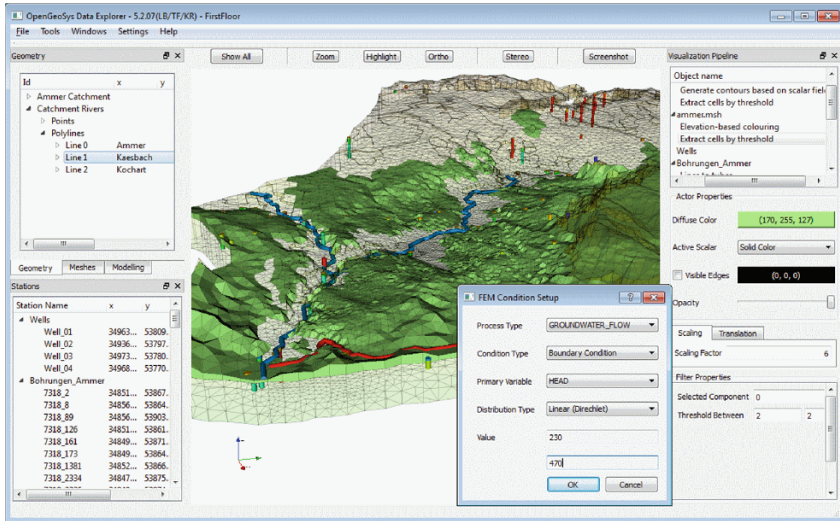 OpenGeoSys Data Explorer - 5.2.07(LB/TF/KR) - FirstFloor
File Tools Windows Settings Help
Geometry
Id x y
Ammer Catchment
Catchment Rivers
Points
Polylines
Line 0 Ammer
Line 1 Kaesbach
Line 2 Kochart
Geometry Meshes Modelling
Stations
Station Name x y
Wells
Well_01 34963... 53809.
Well_02 34936... 53797.
Well_03 34973... 53780.
Well_04 34968... 53770.
Bohrungen_Ammer
7318_2 34851... 53867.
7318_8 34856... 53864.
7318_89 34856... 53903.
7318_126 34851... 53861.
7318_161 34849... 53871.
7318_173 34849... 53864.
7318_1381 34852... 53866.
7318_2334 34847... 53875.
Show All Zoom Highlight Ortho Stereo Screenshot
FEM Condition Setup
Process Type GROUNDWATER_FLOW
Condition Type Boundary Condition
Primary Variable HEAD
Distribution Type Linear (Direchlet)
Value 230
470
OK Cancel
Visualization Pipeline
Object name
Generate contours based on scalar fiel
Extract cells by threshold
ammer.msh
Elevation-based colouring
Extract cells by threshold
Wells
Bohrungen_Ammer
Actor Properties
Diffuse Color (170, 255, 127)
Active Scalar Solid Color
Visible Edges (0, 0, 0)
Opacity
Scaling Translation
Scaling Factor 6
Filter Properties
Selected Component 0
Threshold Between 2 2